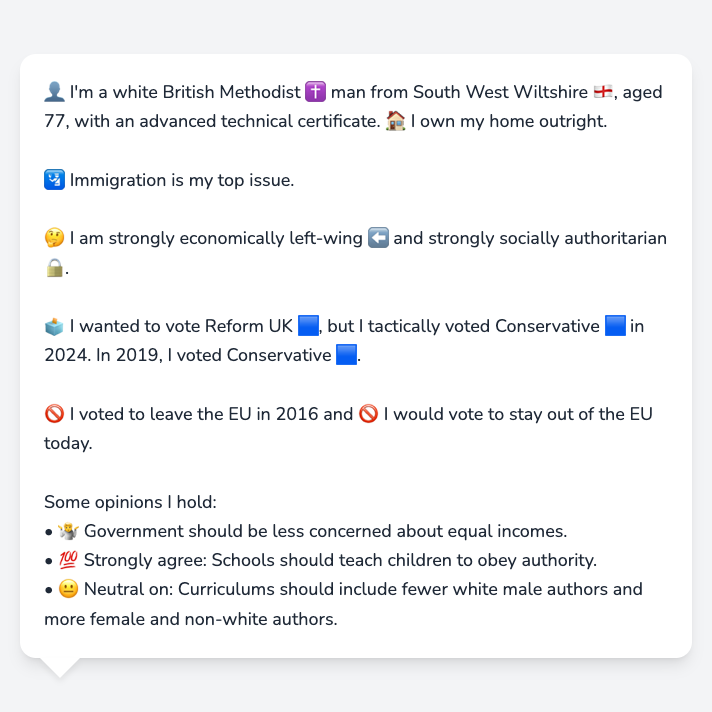 👤 I'm a white British Methodist ✝️ man from South West Wiltshire 🏴󠁧󠁢󠁥󠁮󠁧󠁿, aged
77, with an advanced technical certificate. 🏠 I own my home outright.
🛂 Immigration is my top issue.
🤔 I am strongly economically left-wing ⬅️ and strongly socially authoritarian
🔒.
🗳️ I wanted to vote Reform UK 🟦, but I tactically voted Conservative 🟦 in
2024. In 2019, I voted Conservative 🟦.
🚫 I voted to leave the EU in 2016 and 🚫 I would vote to stay out of the EU
today.
Some opinions I hold:
• 🤷 Government should be less concerned about equal incomes.
• 💯 Strongly agree: Schools should teach children to obey authority.
• 😐 Neutral on: Curriculums should include fewer white male authors and
more female and non-white authors.